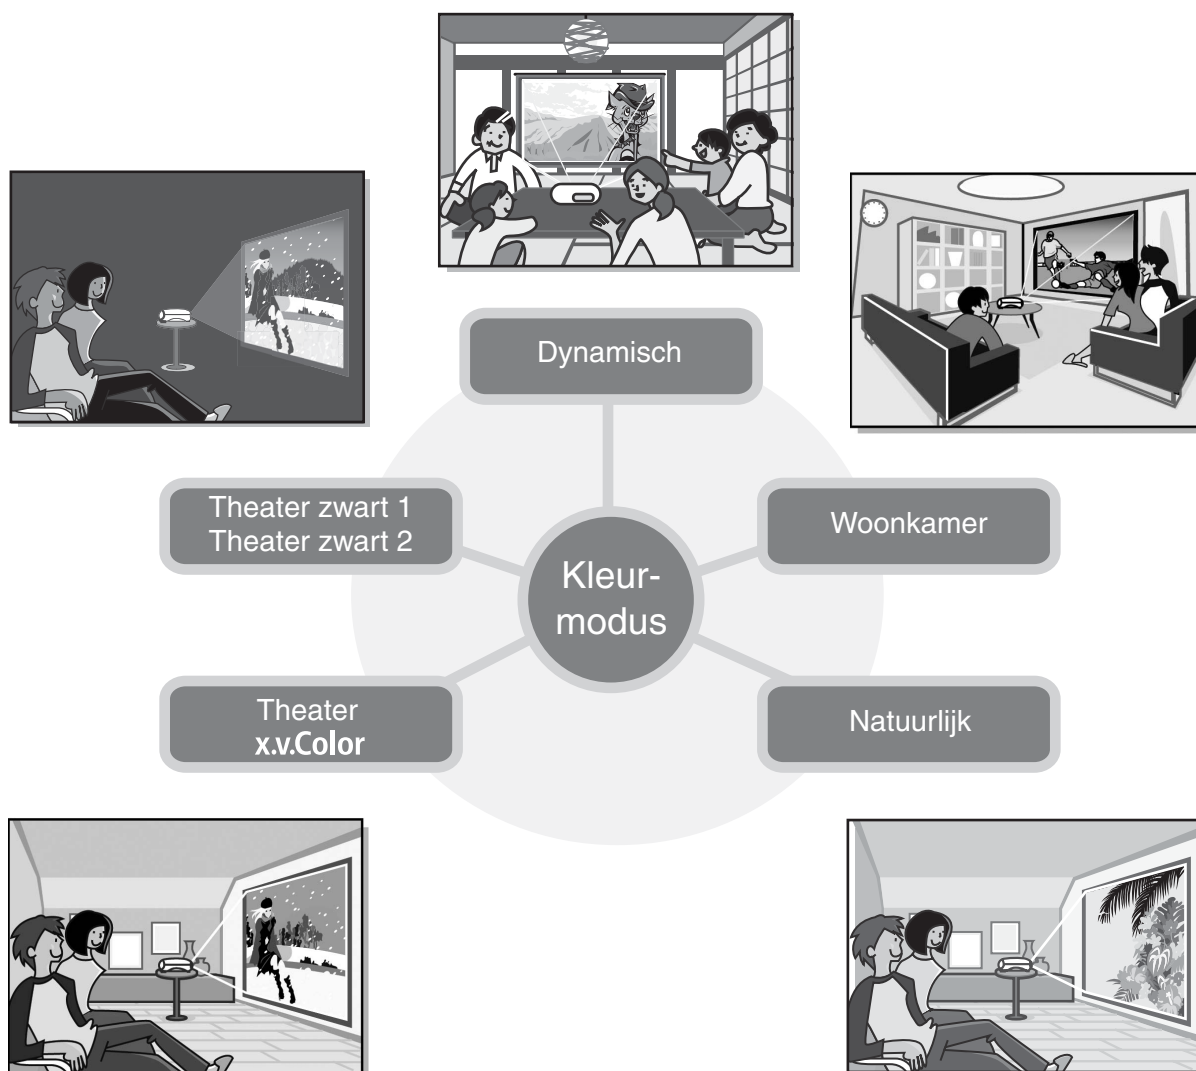 Dynamisch
Theater zwart 1
Theater zwart 2
Woonkamer
Kleur-
modus
Theater
x.v.Color
Natuurlijk